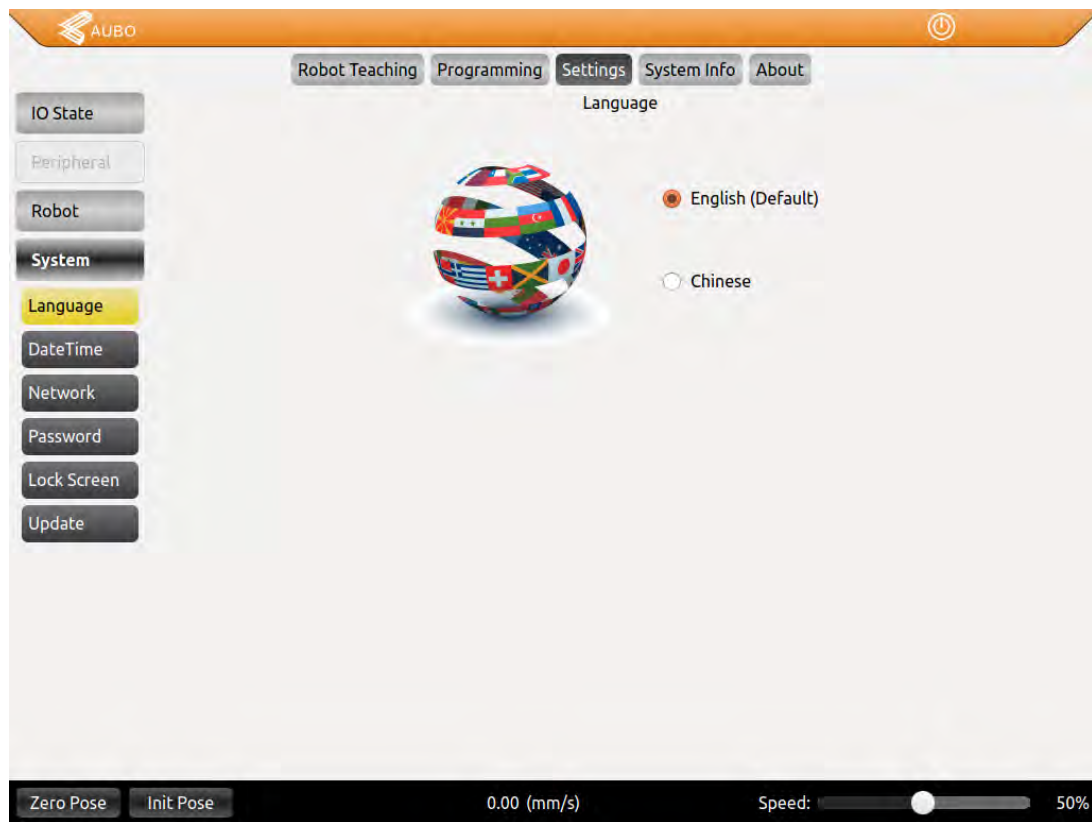 AUBO
Robot Teaching Programming Settings System Info About
Language
IO State
Peripheral
Robot
System
Language
DateTime
Network
Password
Lock Screen
Update
English (Default)
Chinese
Zero Pose Init Pose 0.00 (mm/s) Speed: 50%